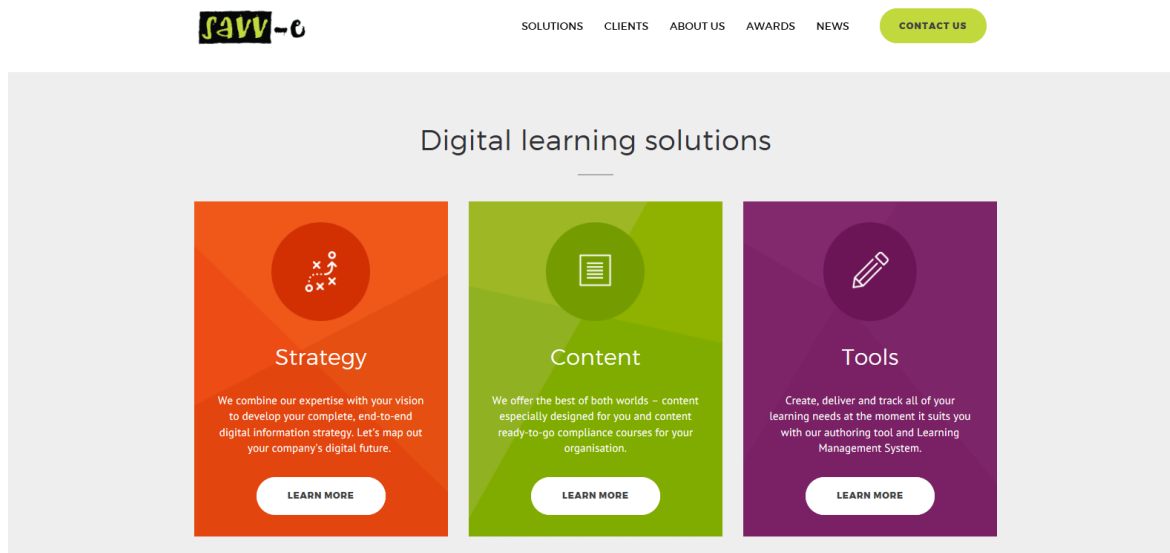 savv-e
SOLUTIONS CLIENTS ABOUT US AWARDS NEWS CONTACT US
Digital learning solutions
Strategy
We combine our expertise with your vision
to develop your complete, end-to-end
digital information strategy. Let's map out
your company's digital future.
LEARN MORE
Content
We offer the best of both worlds – content
especially designed for you and content
ready-to-go compliance courses for your
organisation.
LEARN MORE
Tools
Create, deliver and track all of your
learning needs at the moment it suits you
with our authoring tool and Learning
Management System.
LEARN MORE